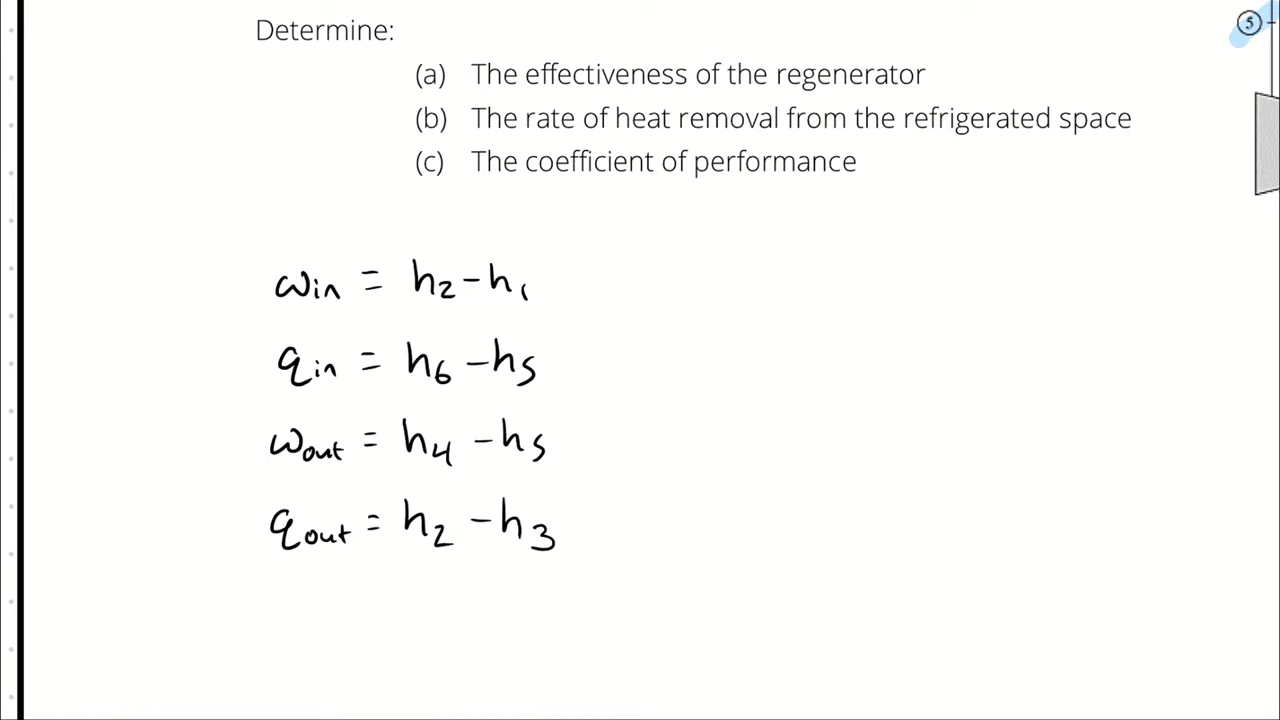 Determine:
(a) The effectiveness of the regenerator
(b) The rate of heat removal from the refrigerated space
(c) The coefficient of performance
5
win = h2 - h1
qin = h6 - h5
wout = h4 - h5
qout = h2 - h3